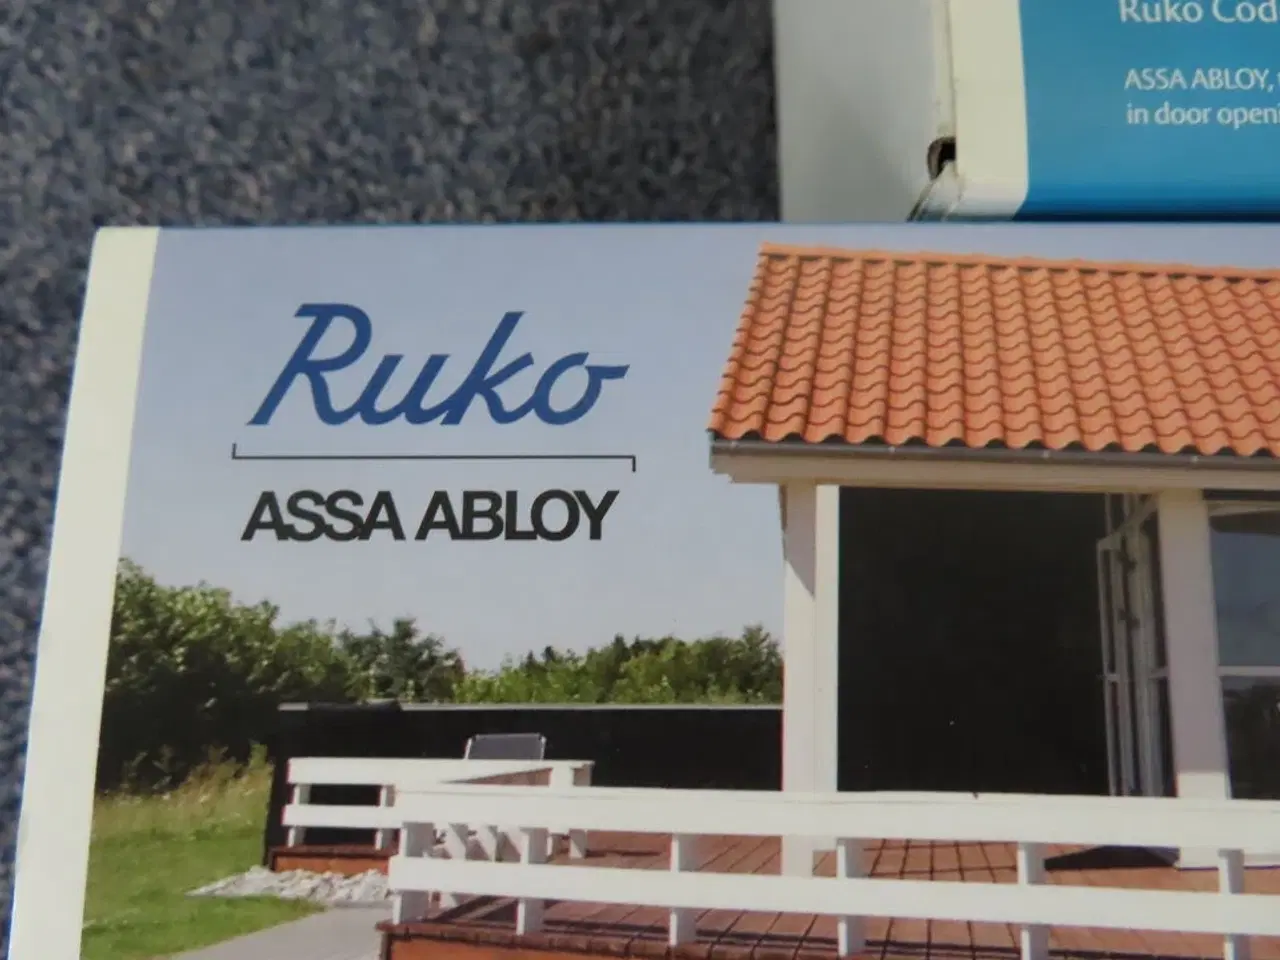 Ruko Cod
ASSA ABLOY,
in door openi
Ruko
ASSA ABLOY